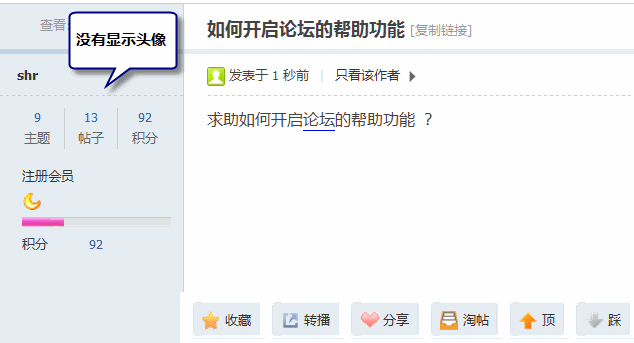 查看
没有显示头像
如何开启论坛的帮助功能 [复制链接]
shr
发表于 1 秒前 | 只看该作者
9 13 92
主题 帖子 积分
求助如何开启论坛的帮助功能 ？
注册会员
积分 92
收藏 转播 分享 淘帖 顶 踩